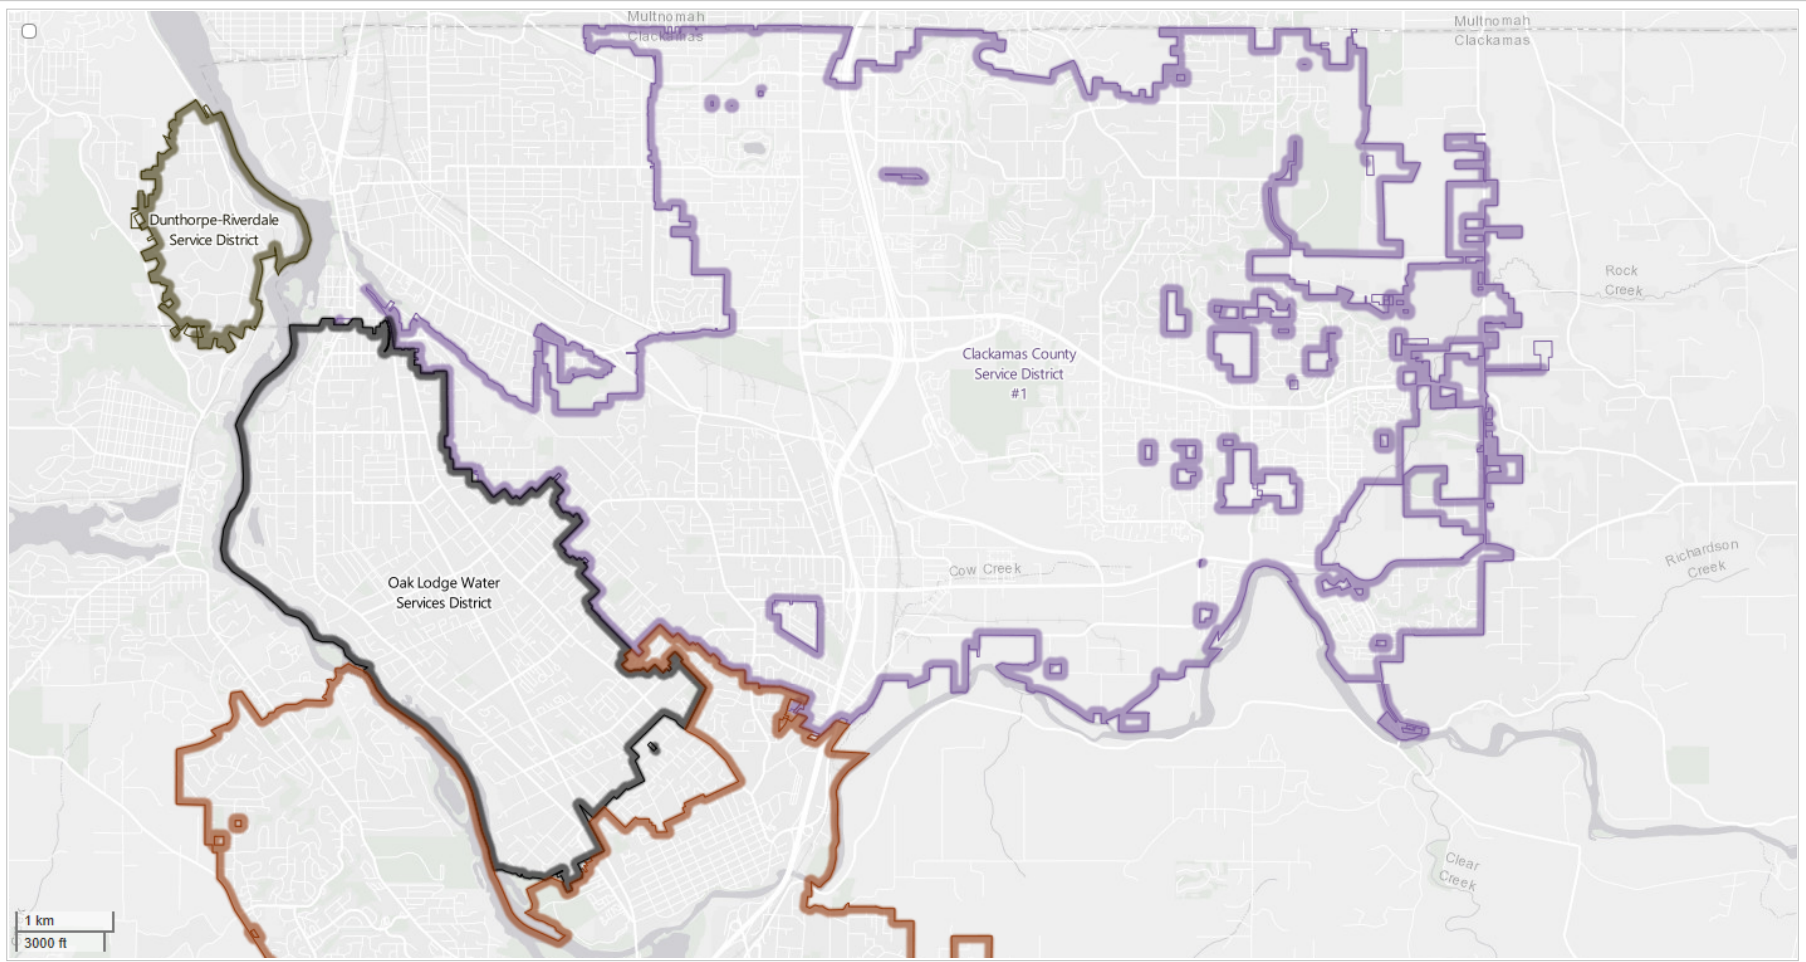 Multnomah
Clackamas
Multnomah
Clackamas
Dunthorpe-Riverdale
Service District
Rock
Creek
Clackamas County
Service District
#1
Richardson
Creek
Cow Creek
Oak Lodge Water
Services District
Clear
Creek
1 km
3000 ft